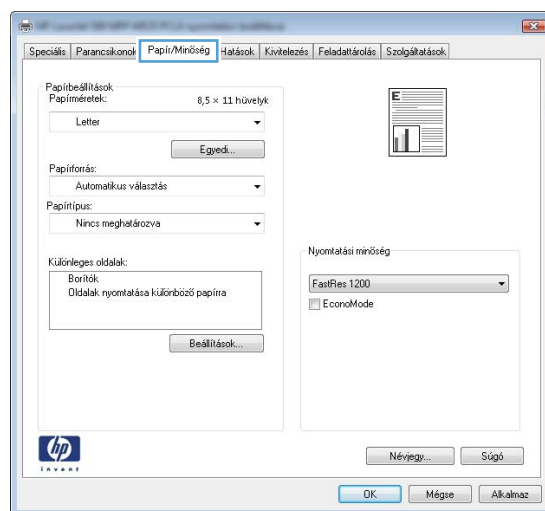 Speciális Parancsikonok Papír/Minőség Hatások Kivitelezés Feladattárolás Szolgáltatások
Papírbeállítások
Papírméretek: 8,5 × 11 hüvelyk
Letter
Egyedi...
Papírforrás:
Automatikus választás
Papírtípus:
Nincs meghatározva
Különleges oldalak:
Borítók
Oldalak nyomtatása különböző papírra
Beállítások...
E
Nyomtatási minőség
FastRes 1200
EconoMode
hp
invent
Névjegy... Súgó
OK Mégse Alkalmaz